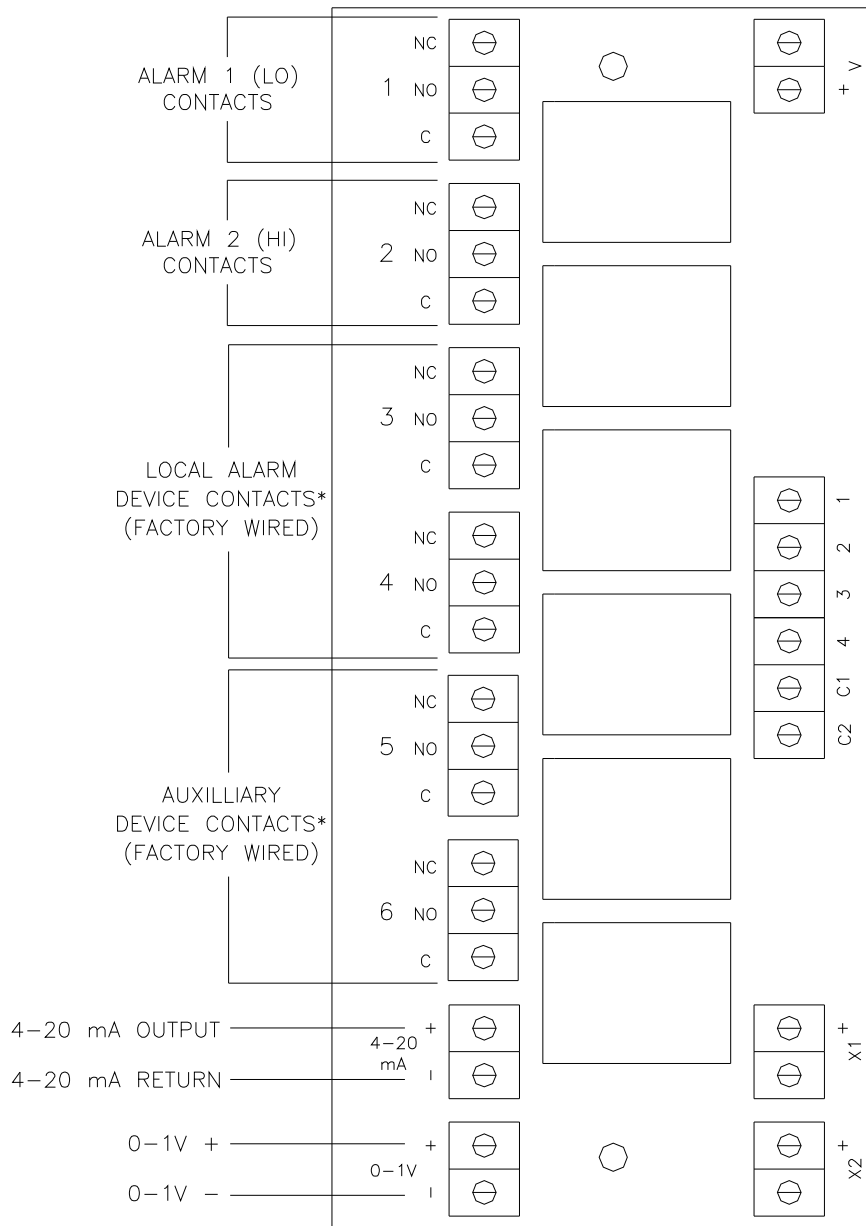 ALARM 1 (LO)
CONTACTS
NC
1 NO
C
ALARM 2 (HI)
CONTACTS
NC
2 NO
C
LOCAL ALARM
DEVICE CONTACTS*
(FACTORY WIRED)
NC
3 NO
C
NC
4 NO
C
AUXILLIARY
DEVICE CONTACTS*
(FACTORY WIRED)
NC
5 NO
C
NC
6 NO
C
4-20 mA OUTPUT
4-20 mA RETURN
+
4-20
mA
-
0-1V +
0-1V -
+
0-1V
-
+ V
1
2
3
4
C1
C2
+
X1
+
X2